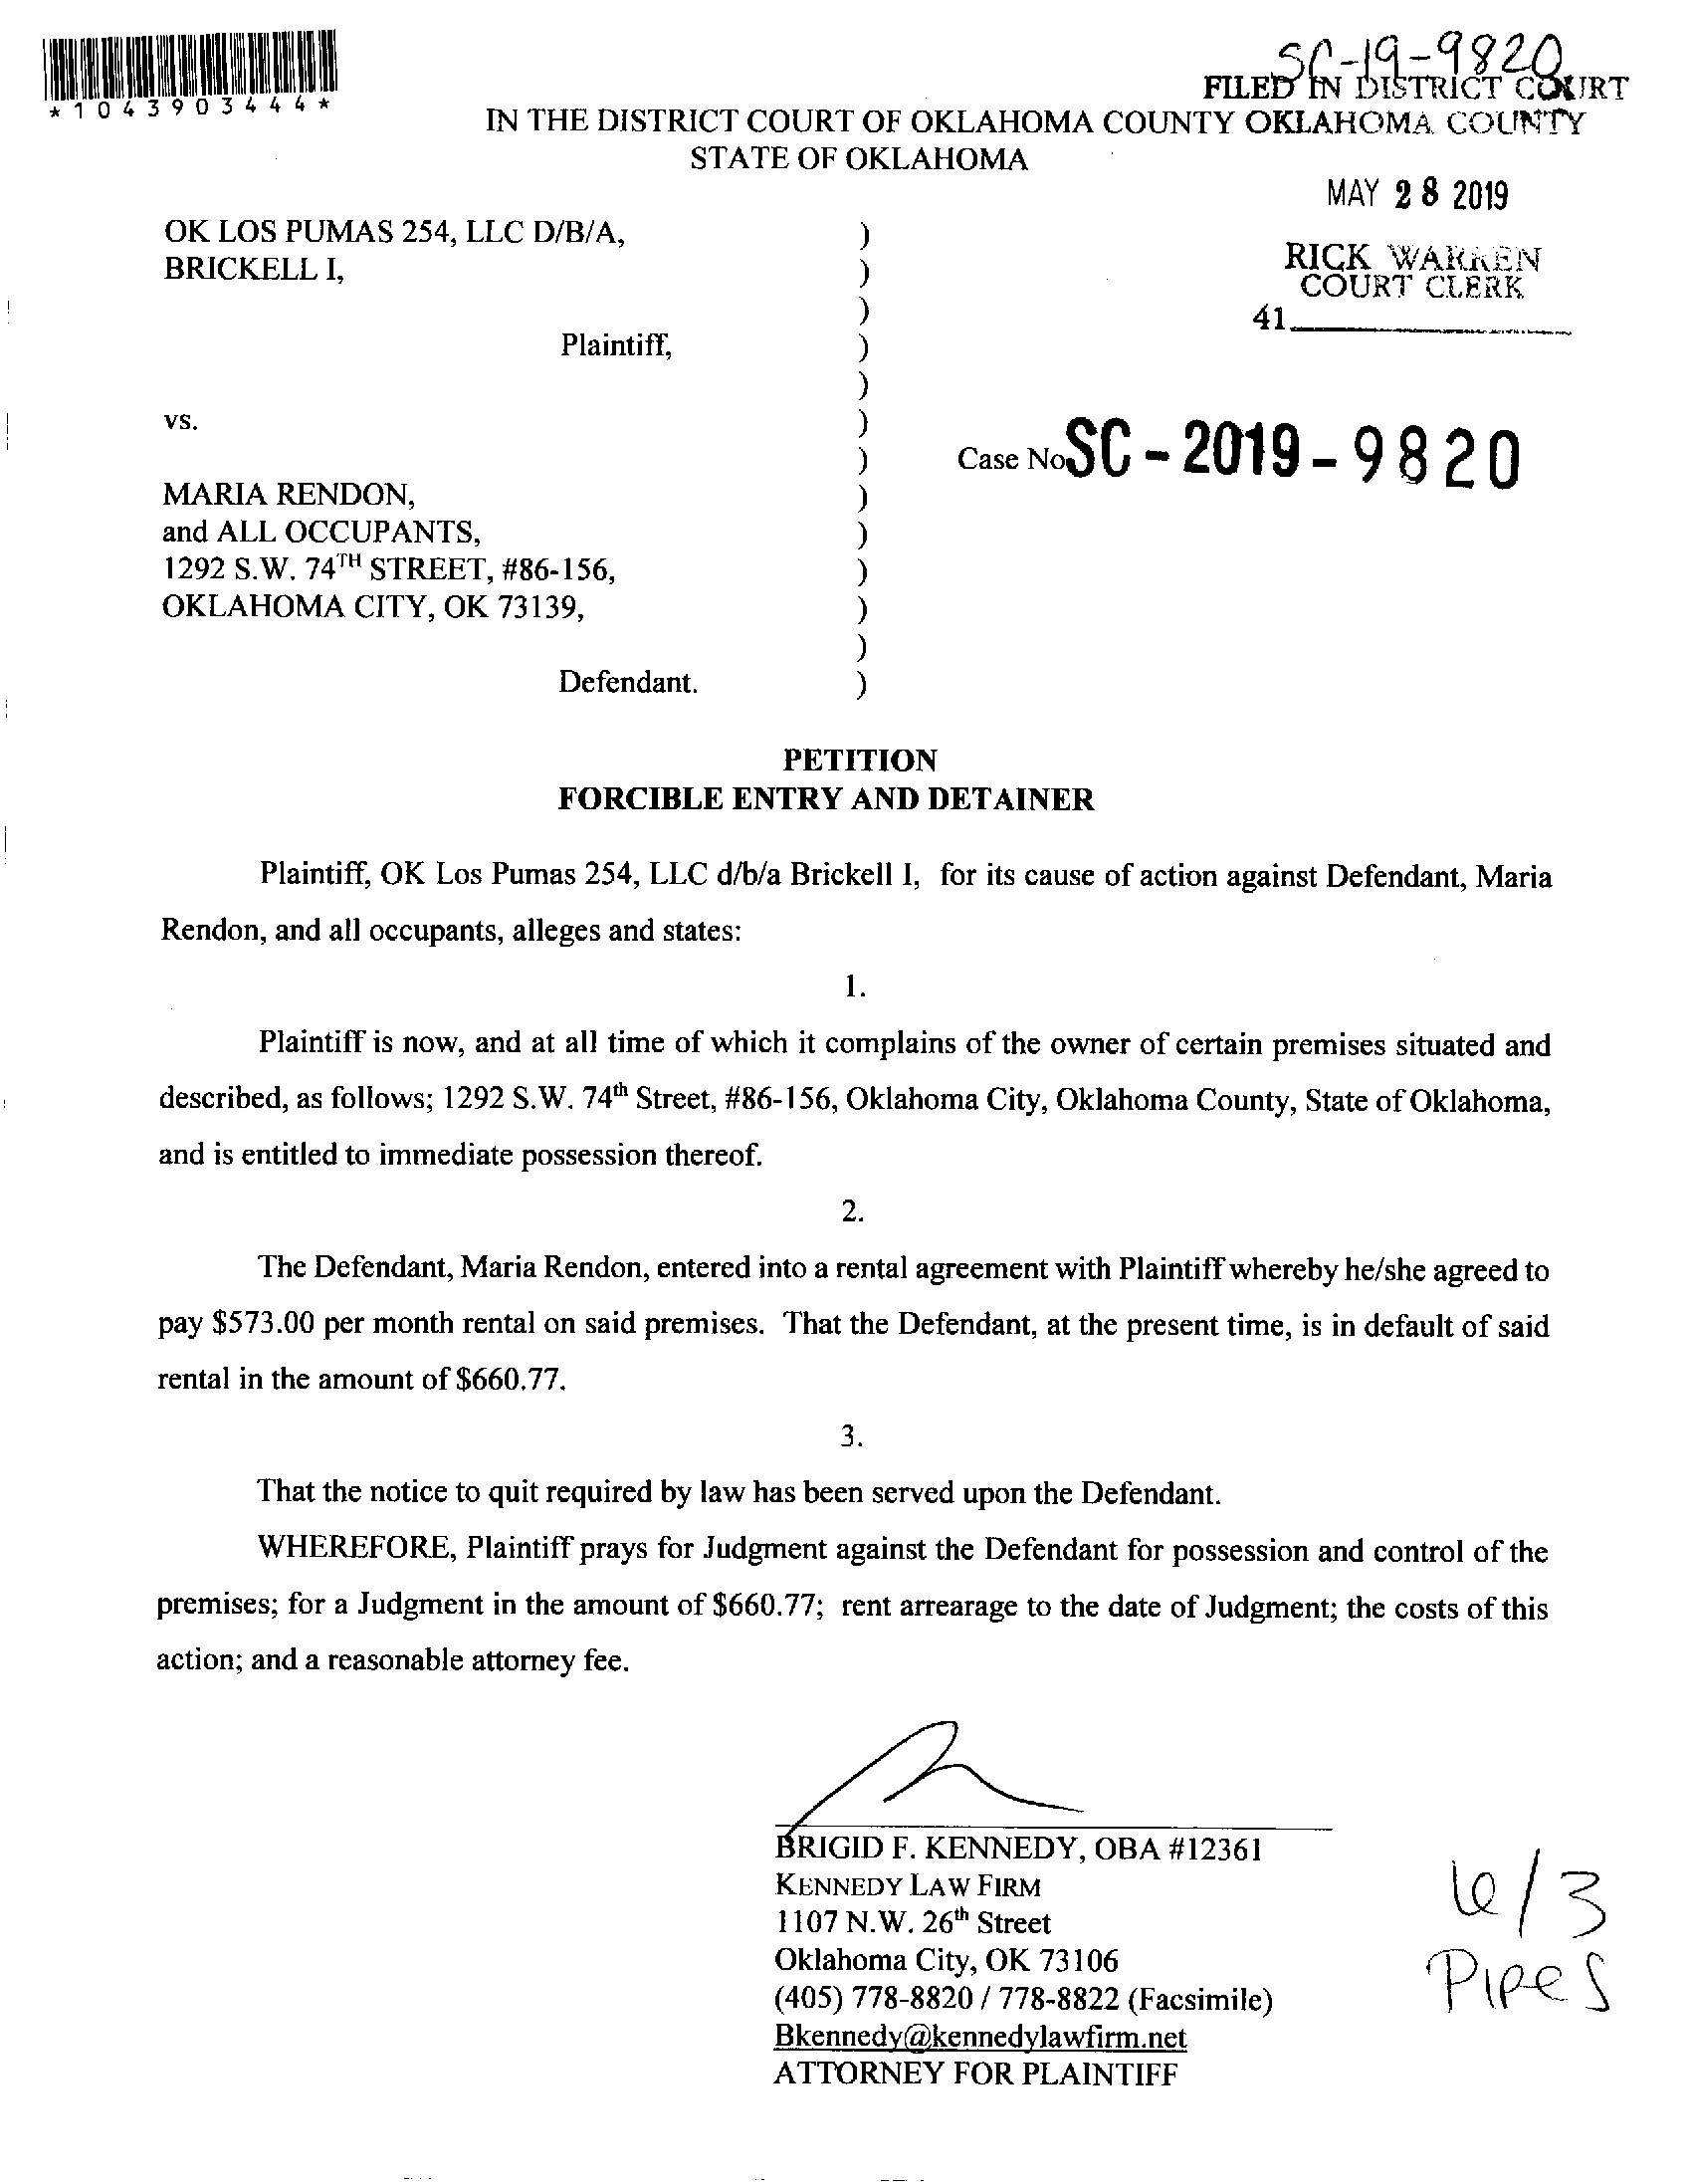 SC-19-9820
FILED IN DISTRICT COURT
*1043903444*
IN THE DISTRICT COURT OF OKLAHOMA COUNTY OKLAHOMA COUNTY
STATE OF OKLAHOMA
MAY 28 2019
OK LOS PUMAS 254, LLC D/B/A, )
BRICKELL I, )
RICK WARREN
COURT CLERK
)
41
Plaintiff, )
)
vs. )
) Case No SC-2019-9820
MARIA RENDON, )
and ALL OCCUPANTS, )
1292 S.W. 74TH STREET, #86-156, )
OKLAHOMA CITY, OK 73139, )
)
Defendant. )
PETITION
FORCIBLE ENTRY AND DETAINER
Plaintiff, OK Los Pumas 254, LLC d/b/a Brickell I, for its cause of action against Defendant, Maria
Rendon, and all occupants, alleges and states:
1.
Plaintiff is now, and at all time of which it complains of the owner of certain premises situated and
described, as follows; 1292 S.W. 74th Street, #86-156, Oklahoma City, Oklahoma County, State of Oklahoma,
and is entitled to immediate possession thereof.
2.
The Defendant, Maria Rendon, entered into a rental agreement with Plaintiff whereby he/she agreed to
pay $573.00 per month rental on said premises. That the Defendant, at the present time, is in default of said
rental in the amount of $660.77.
3.
That the notice to quit required by law has been served upon the Defendant.
WHEREFORE, Plaintiff prays for Judgment against the Defendant for possession and control of the
premises; for a Judgment in the amount of $660.77; rent arrearage to the date of Judgment; the costs of this
action; and a reasonable attorney fee.
BRIGID F. KENNEDY, OBA #12361
KENNEDY LAW FIRM
1107 N.W. 26th Street
Oklahoma City, OK 73106
(405) 778-8820 / 778-8822 (Facsimile)
Bkennedy@kennedylawfirm.net
ATTORNEY FOR PLAINTIFF
6/3
Pipes